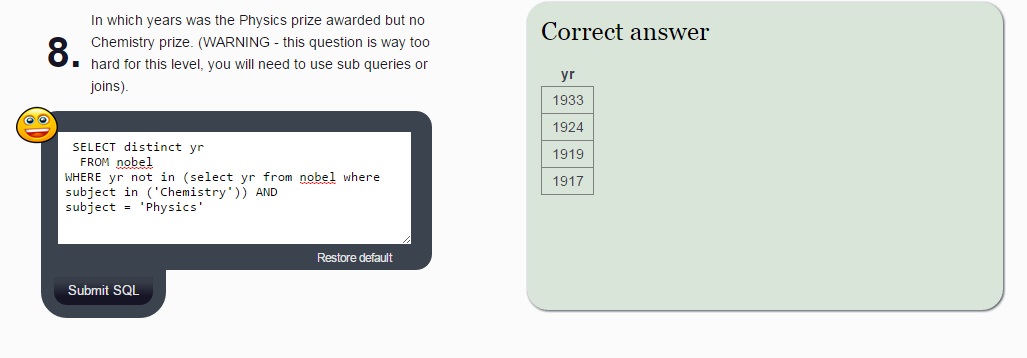 8.
In which years was the Physics prize awarded but no
Chemistry prize. (WARNING - this question is way too
hard for this level, you will need to use sub queries or
joins).
SELECT distinct yr
FROM nobel
WHERE yr not in (select yr from nobel where
subject in ('Chemistry')) AND
subject = 'Physics'
Restore default
Submit SQL
Correct answer
yr
1933
1924
1919
1917